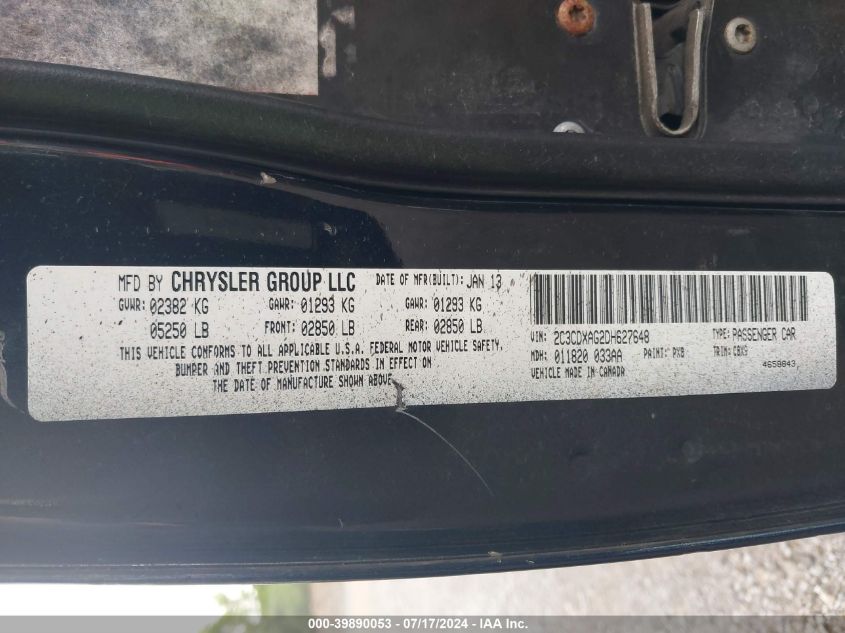 MFD BY CHRYSLER GROUP LLC DATE OF MFR(BUILT): JAN 13
GVWR: 02382 KG GAWR: 01293 KG GAWR: 01293 KG
05250 LB FRONT: 02850 LB REAR: 02850 LB
THIS VEHICLE CONFORMS TO ALL APPLICABLE U.S.A. FEDERAL MOTOR VEHICLE SAFETY,
BUMPER AND THEFT PREVENTION STANDARDS IN EFFECT ON
THE DATE OF MANUFACTURE SHOWN ABOVE.
VIN: 2C3CDXAG2DH627648 TYPE: PASSENGER CAR
MDH: 011820 033AA PAINT: PX8 TRIM: CBX9
VEHICLE MADE IN CANADA 4658843
000-39890053 - 07/17/2024 - IAA Inc.